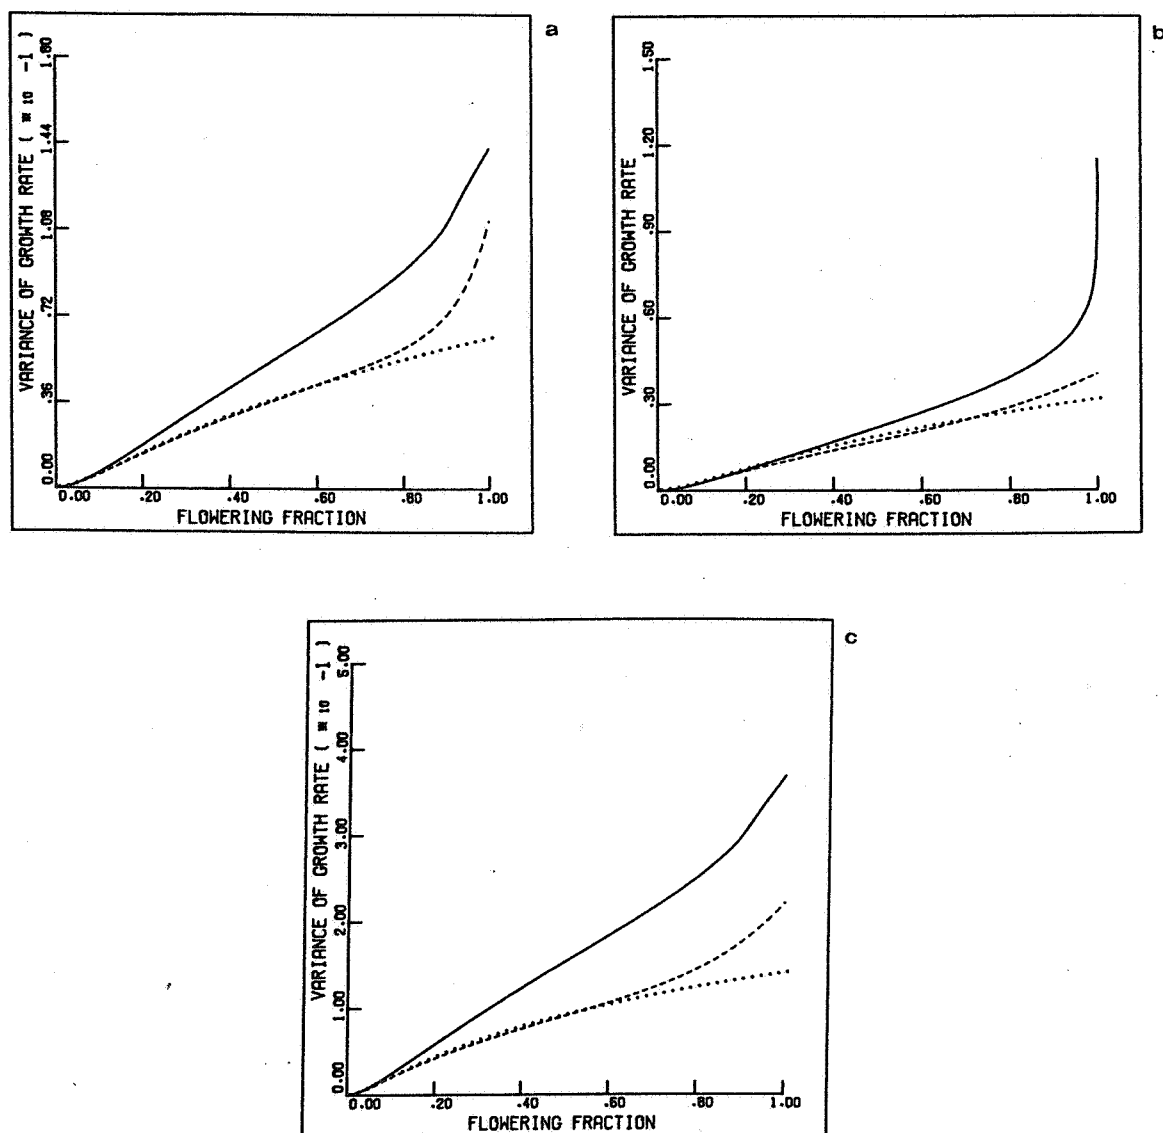 a
VARIANCE OF GROWTH RATE ( ** 10 -1 )
1.80
1.44
1.08
.72
.36
0.00
0.00 .20 .40 .60 .80 1.00
FLOWERING FRACTION
b
VARIANCE OF GROWTH RATE
1.50
1.20
.90
.60
.30
0.00
0.00 .20 .40 .60 .80 1.00
FLOWERING FRACTION
c
VARIANCE OF GROWTH RATE ( ** 10 -1 )
5.00
4.00
3.00
2.00
1.00
0.00
0.00 .20 .40 .60 .80 1.00
FLOWERING FRACTION